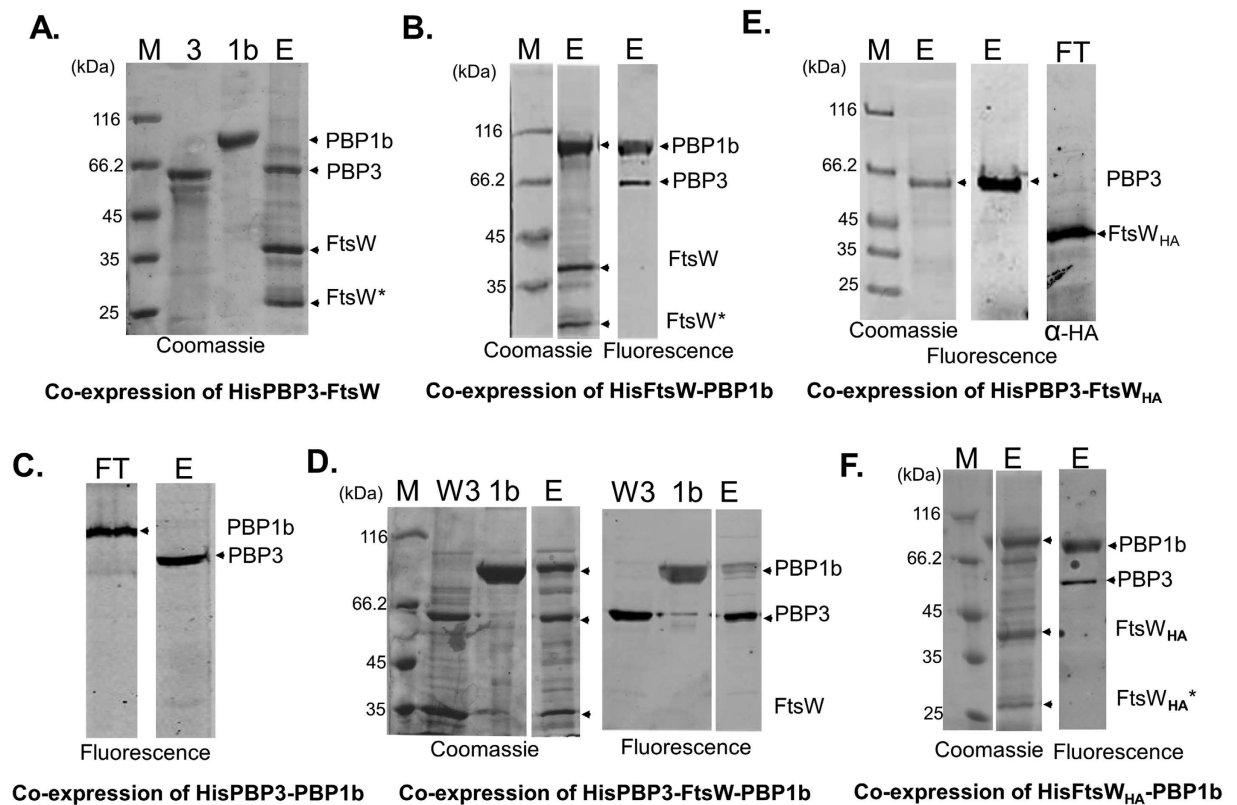 A.
M 3 1b E
(kDa)
116
66.2
45
35
25
PBP1b
PBP3
FtsW
FtsW*
Coomassie
Co-expression of HisPBP3-FtsW
B.
M E E
(kDa)
116
66.2
45
35
PBP1b
PBP3
FtsW
FtsW*
Coomassie Fluorescence
Co-expression of HisFtsW-PBP1b
E.
M E E FT
(kDa)
116
66.2
45
35
25
PBP3
FtsWHA
α-HA
Coomassie
Fluorescence
Co-expression of HisPBP3-FtsWHA
C.
FT E
PBP1b
PBP3
Fluorescence
Co-expression of HisPBP3-PBP1b
D.
(kDa) M W3 1b E W3 1b E
116
66.2
45
35
PBP1b
PBP3
FtsW
Coomassie Fluorescence
Co-expression of HisPBP3-FtsW-PBP1b
F.
M E E
(kDa)
116
66.2
45
35
25
PBP1b
PBP3
FtsWHA
FtsWHA*
Coomassie Fluorescence
Co-expression of HisFtsWHA-PBP1b